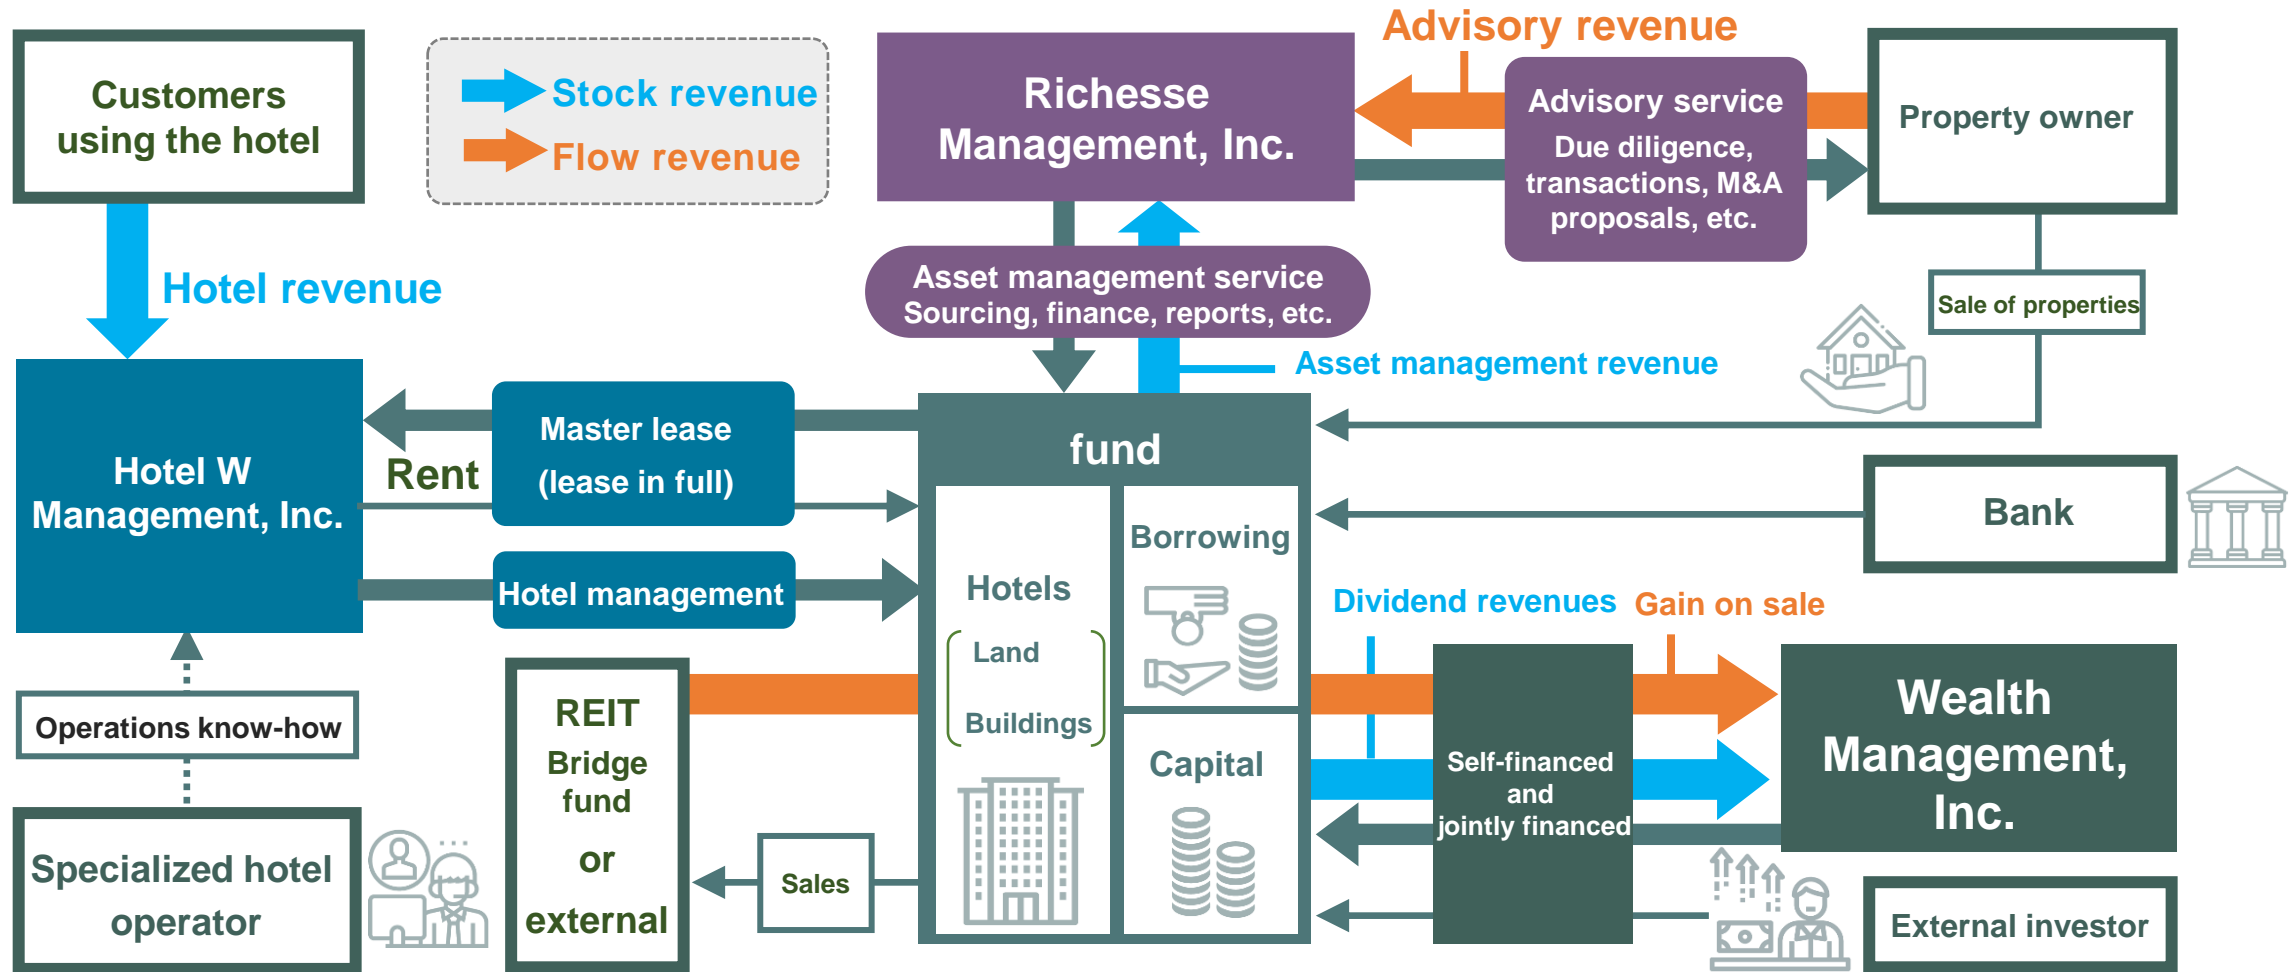 Customers
using the hotel
Stock revenue
Flow revenue
Richesse
Management, Inc.
Advisory revenue
Advisory service
Due diligence,
transactions, M&A
proposals, etc.
Property owner
Hotel revenue
Asset management service
Sourcing, finance, reports, etc.
Sale of properties
Asset management revenue
Hotel W
Management, Inc.
Master lease
(lease in full)
Rent
Hotel management
fund
Hotels
Land
Buildings
Borrowing
Capital
Bank
Dividend revenues
Gain on sale
Operations know-how
Specialized hotel
operator
REIT
Bridge
fund
or
external
Sales
Self-financed
and
jointly financed
Wealth
Management,
Inc.
External investor